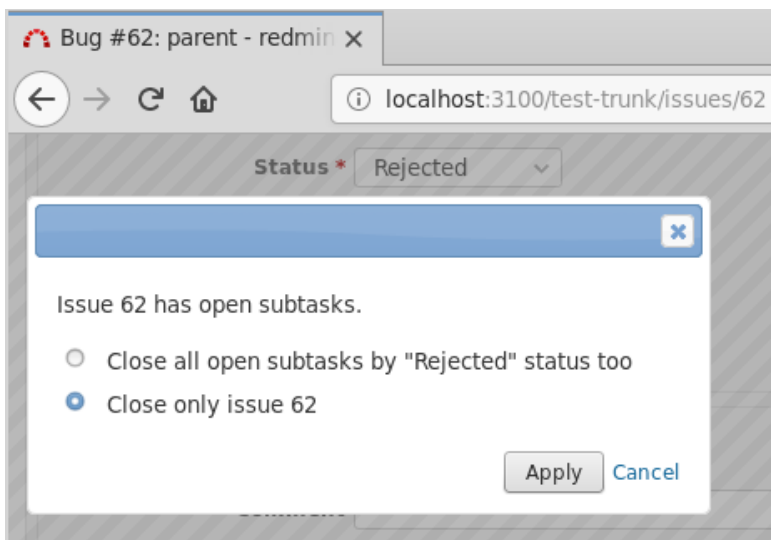 Bug #62: parent - redmin
localhost:3100/test-trunk/issues/62
Status * Rejected
Issue 62 has open subtasks.
Close all open subtasks by "Rejected" status too
Close only issue 62
Apply Cancel